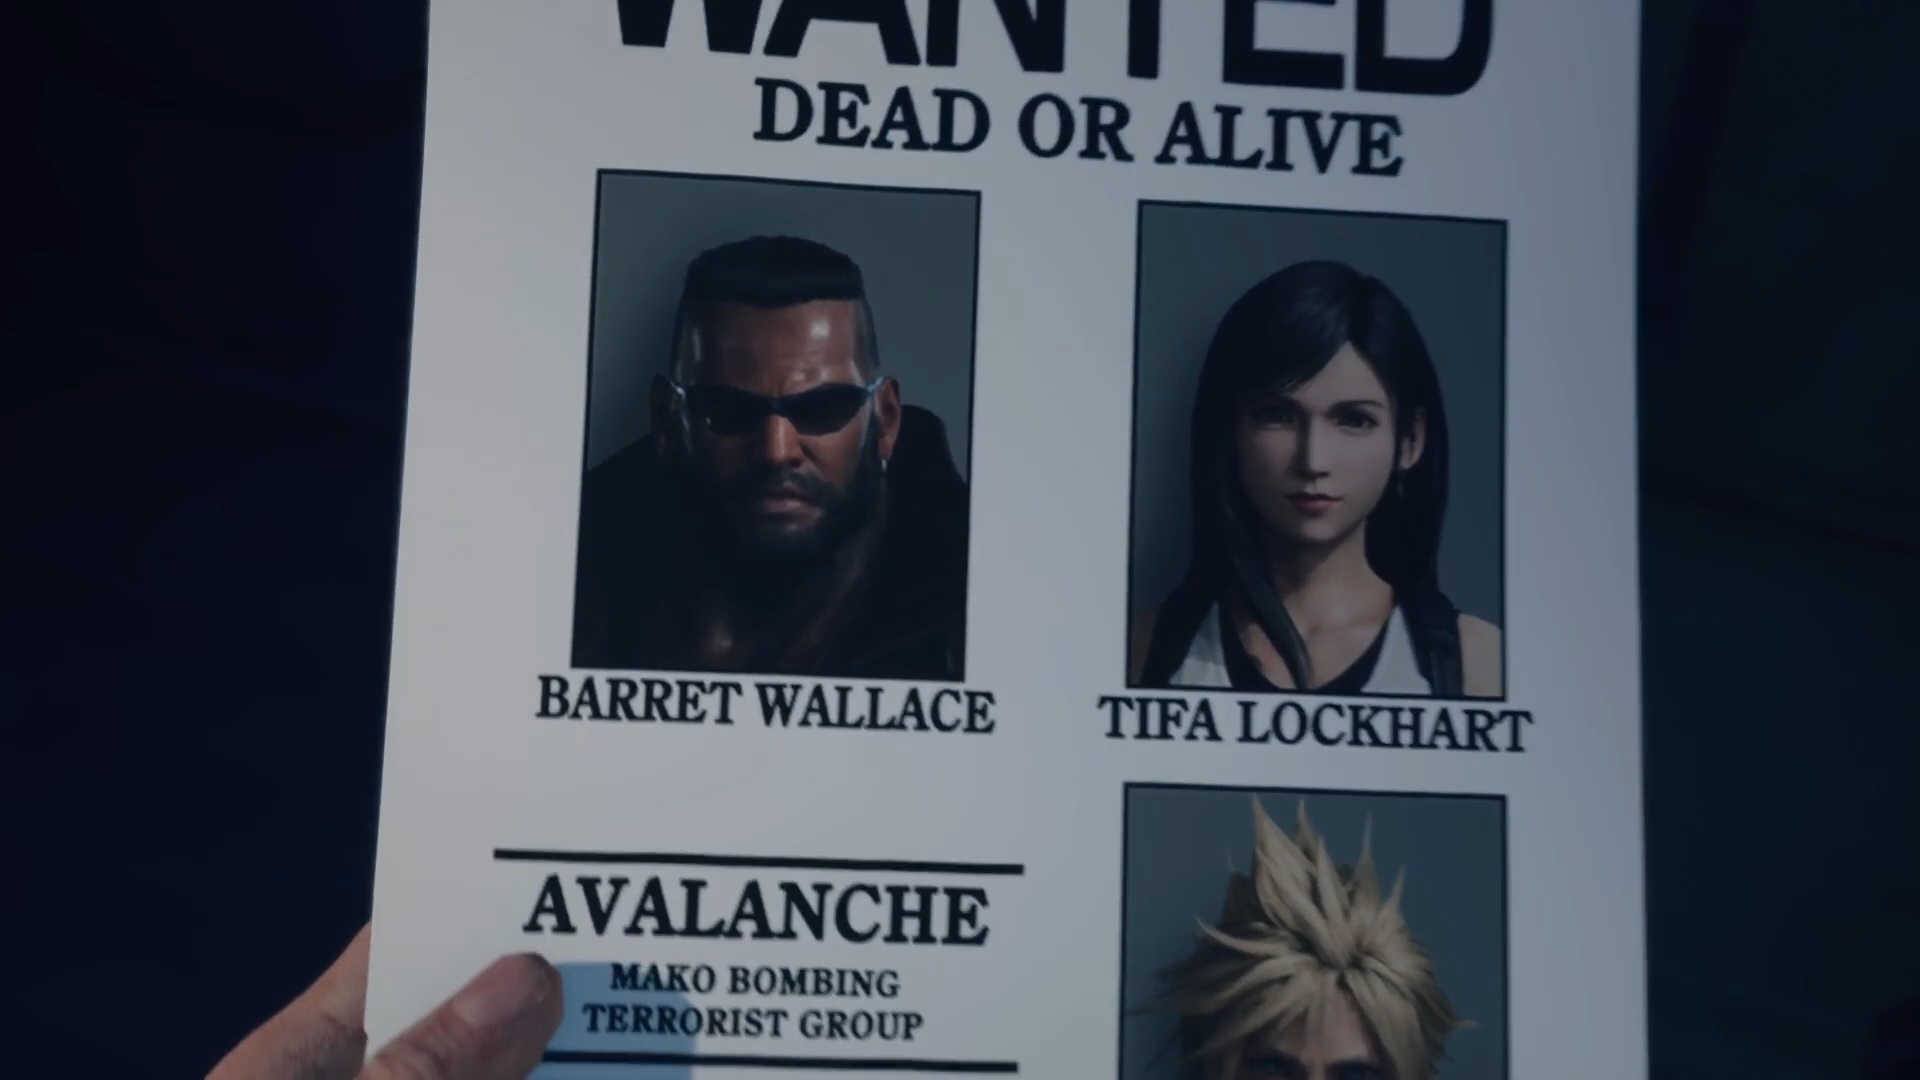 WANTED
DEAD OR ALIVE
BARRET WALLACE
TIFA LOCKHART
AVALANCHE
MAKO BOMBING
TERRORIST GROUP